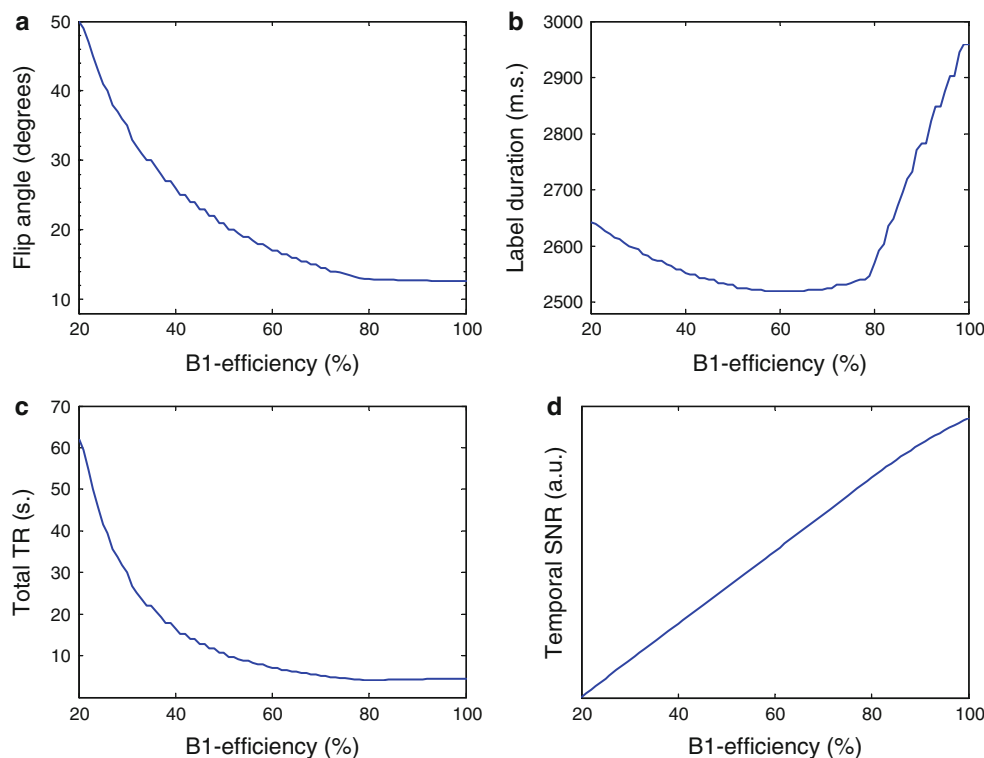 a
50
40
30
20
10
Flip angle (degrees)
20 40 60 80 100
B1-efficiency (%)
b
3000
2900
2800
2700
2600
2500
Label duration (m.s.)
20 40 60 80 100
B1-efficiency (%)
c
70
60
50
40
30
20
10
Total TR (s.)
20 40 60 80 100
B1-efficiency (%)
d
Temporal SNR (a.u.)
20 40 60 80 100
B1-efficiency (%)